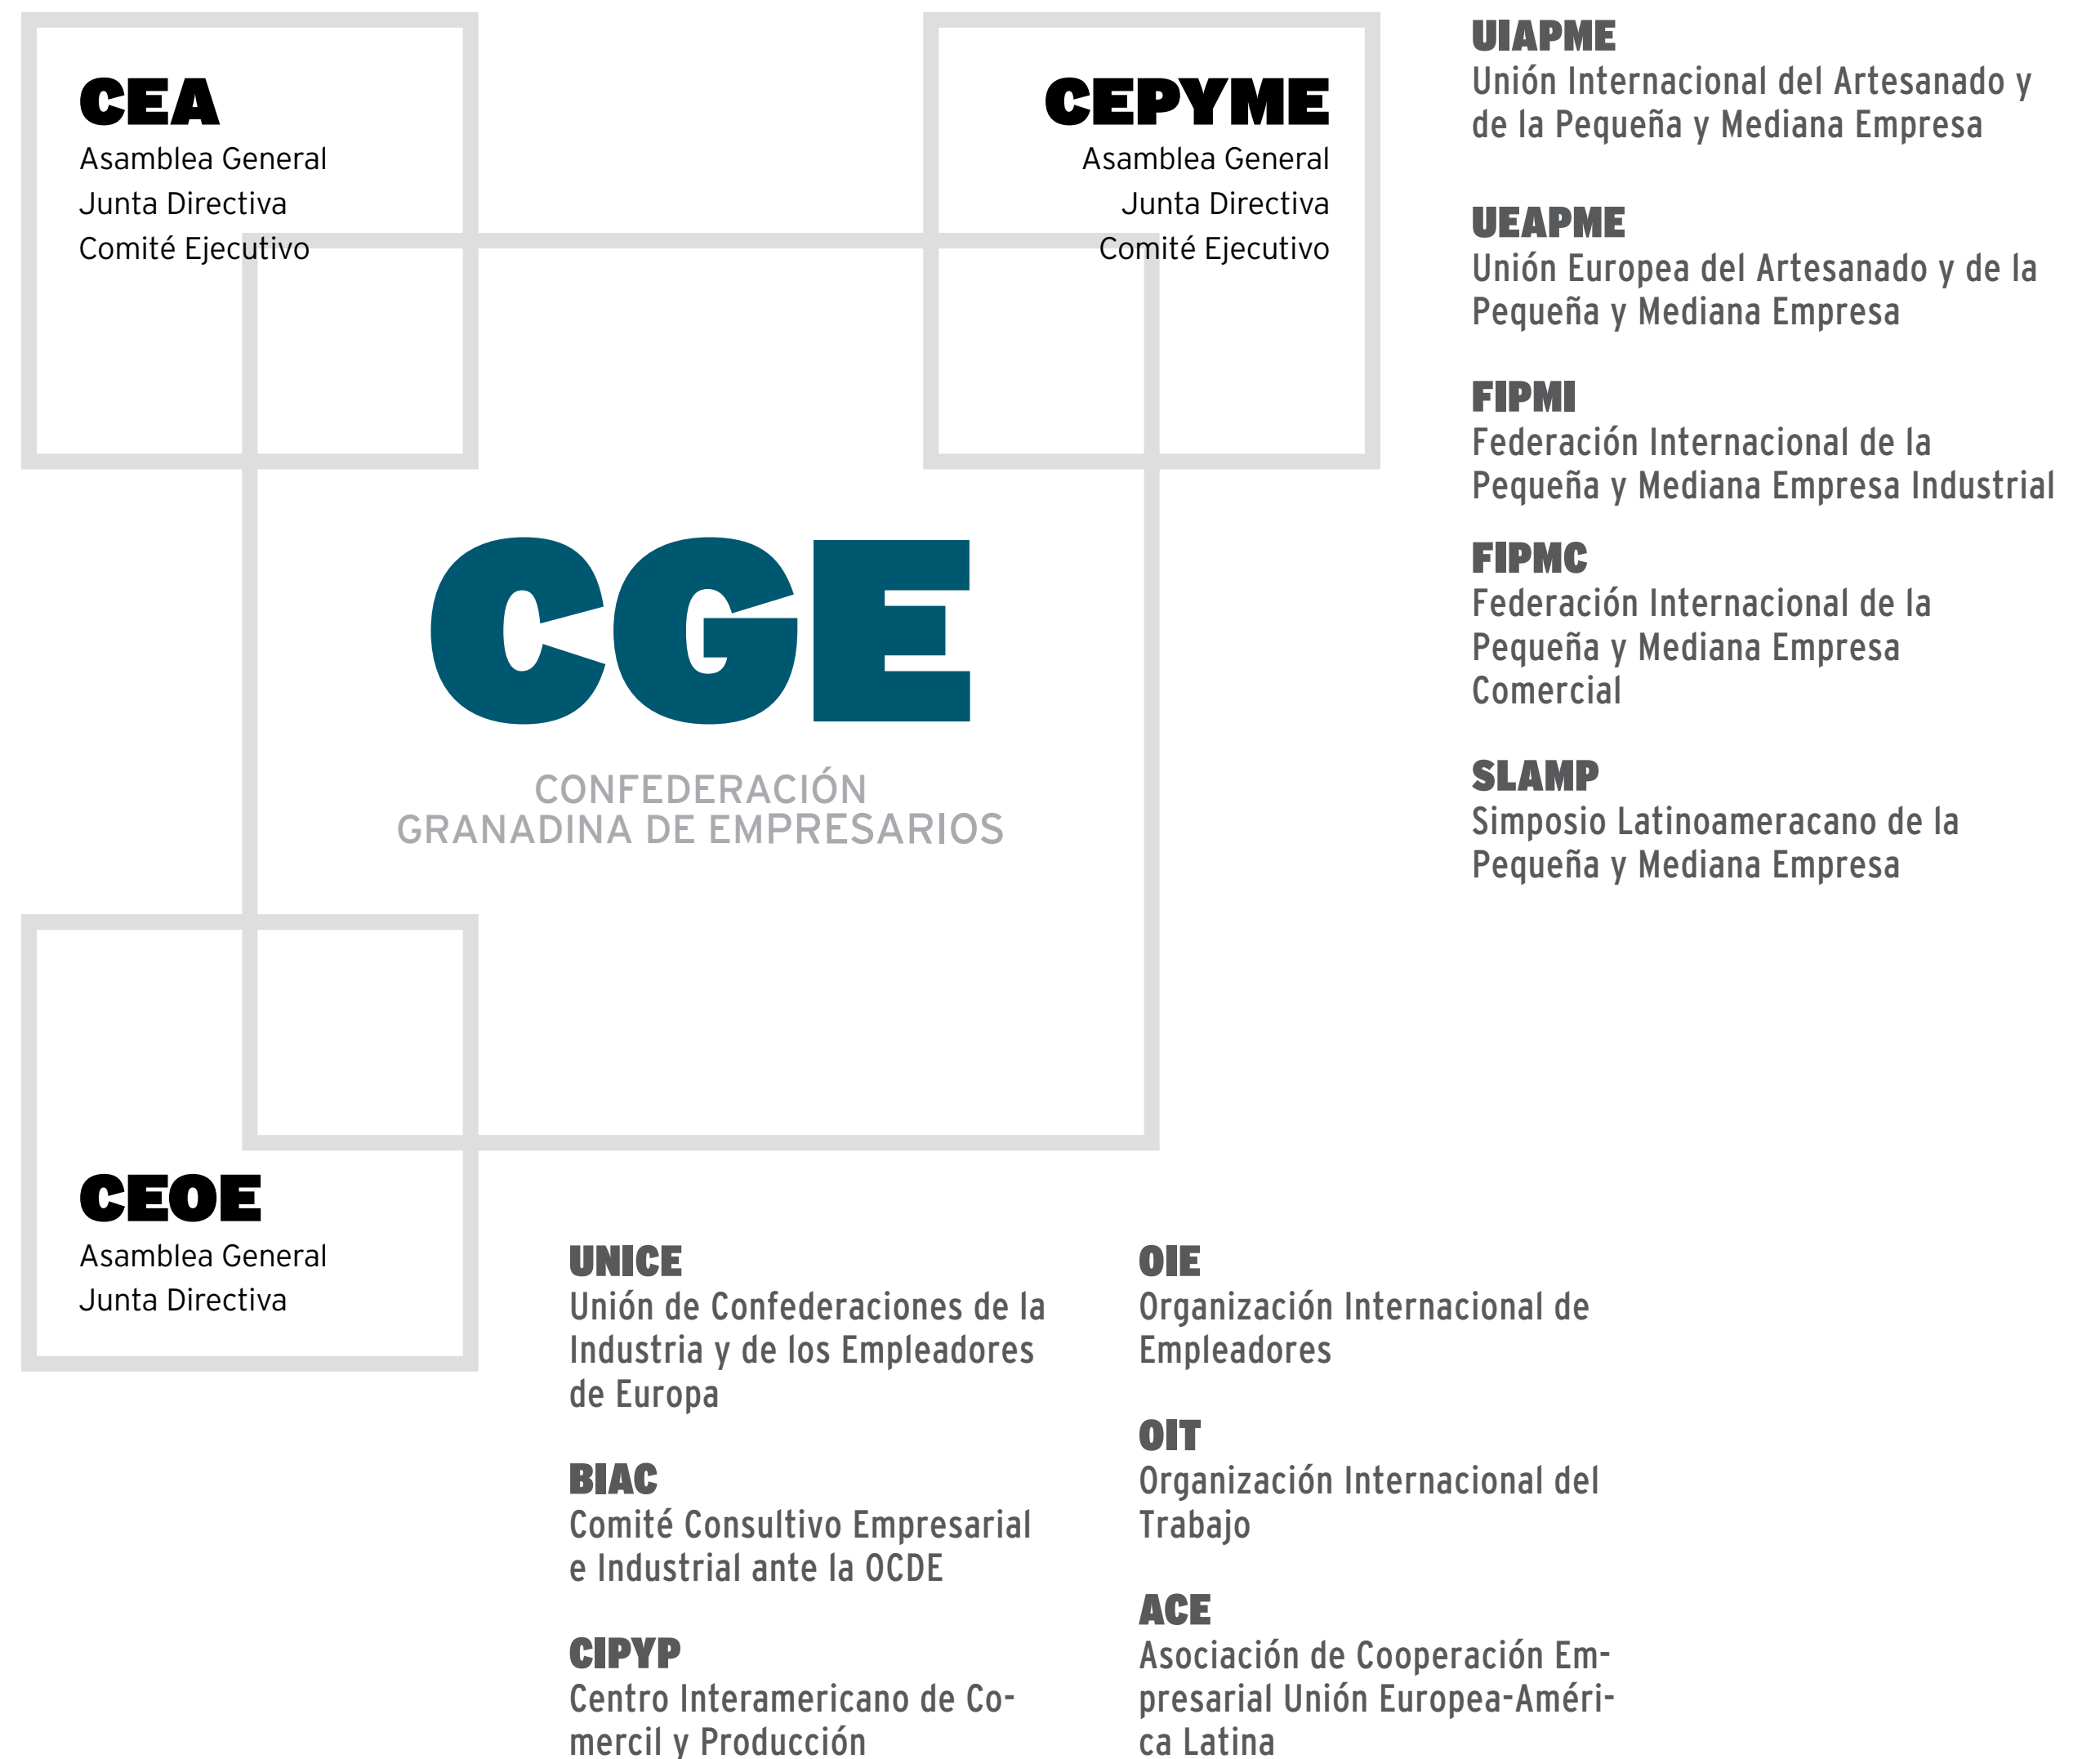 CEA
Asamblea General
Junta Directiva
Comité Ejecutivo
CEPYME
Asamblea General
Junta Directiva
Comité Ejecutivo
UIAPME
Unión Internacional del Artesanado y
de la Pequeña y Mediana Empresa
UEAPME
Unión Europea del Artesanado y de la
Pequeña y Mediana Empresa
FIPMI
Federación Internacional de la
Pequeña y Mediana Empresa Industrial
FIPMC
Federación Internacional de la
Pequeña y Mediana Empresa
Comercial
SLAMP
Simposio Latinoameracano de la
Pequeña y Mediana Empresa
CGE
CONFEDERACIÓN
GRANADINA DE EMPRESARIOS
CEOE
Asamblea General
Junta Directiva
UNICE
Unión de Confederaciones de la
Industria y de los Empleadores
de Europa
BIAC
Comité Consultivo Empresarial
e Industrial ante la OCDE
CIPYP
Centro Interamericano de Co-
mercil y Producción
OIE
Organización Internacional de
Empleadores
OIT
Organización Internacional del
Trabajo
ACE
Asociación de Cooperación Em-
presarial Unión Europea-Améri-
ca Latina